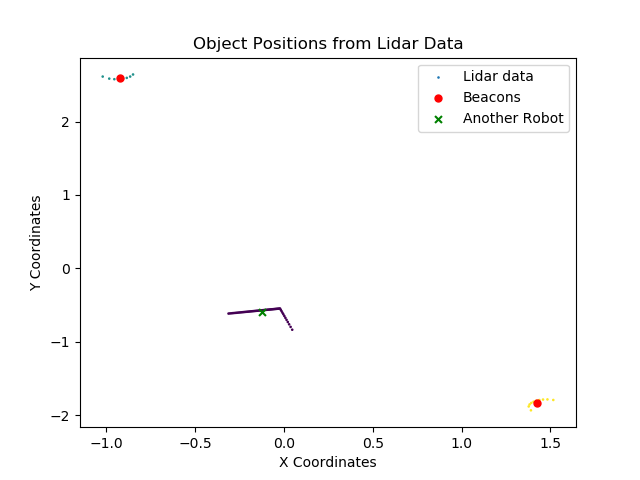 Object Positions from Lidar Data
Lidar data
Beacons
Another Robot
Y Coordinates
2
1
0
−1
−2
−1.0 −0.5 0.0 0.5 1.0 1.5
X Coordinates